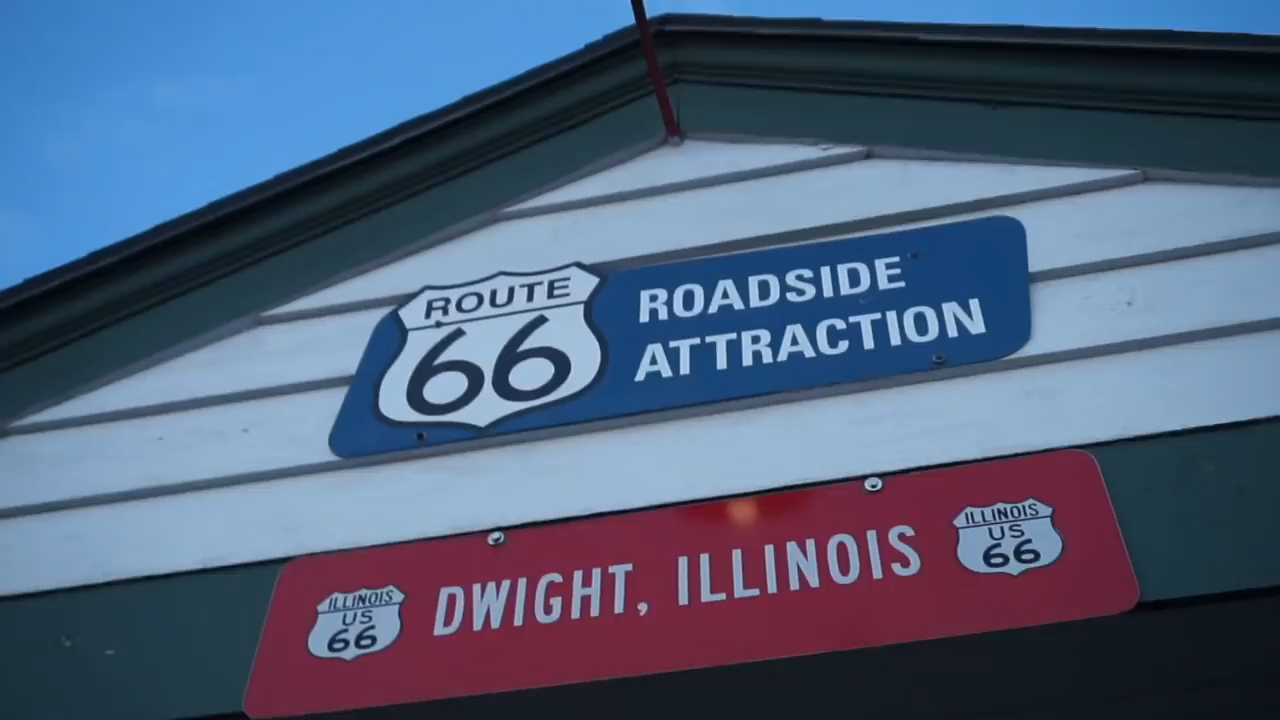 ROUTE
66
ROADSIDE
ATTRACTION
ILLINOIS
US
66
DWIGHT, ILLINOIS
ILLINOIS
US
66